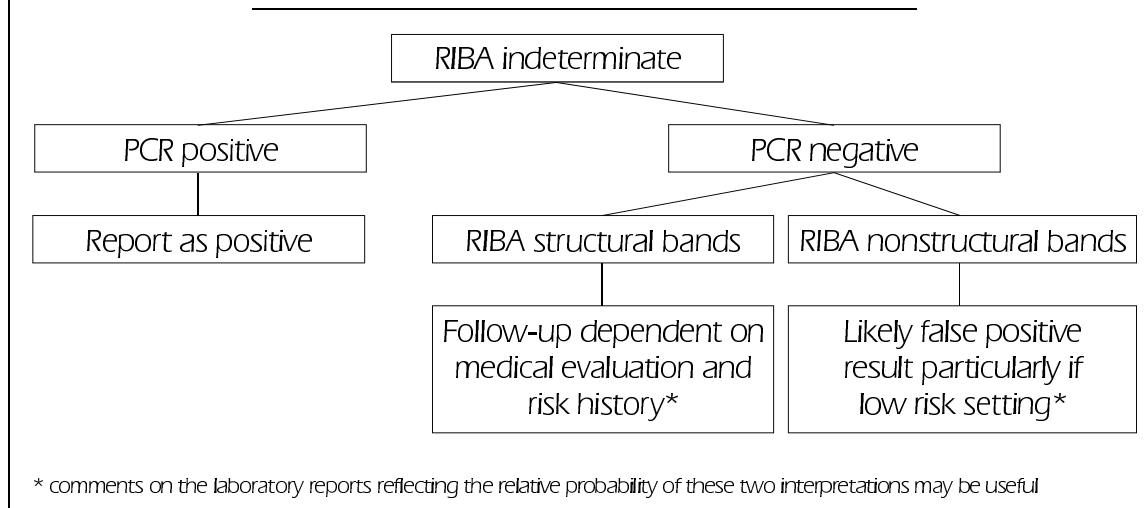 RIBA indeterminate
PCR positive
PCR negative
Report as positive
RIBA structural bands
RIBA nonstructural bands
Follow-up dependent on
medical evaluation and
risk history*
Likely false positive
result particularly if
low risk setting*
* comments on the laboratory reports reflecting the relative probability of these two interpretations may be useful